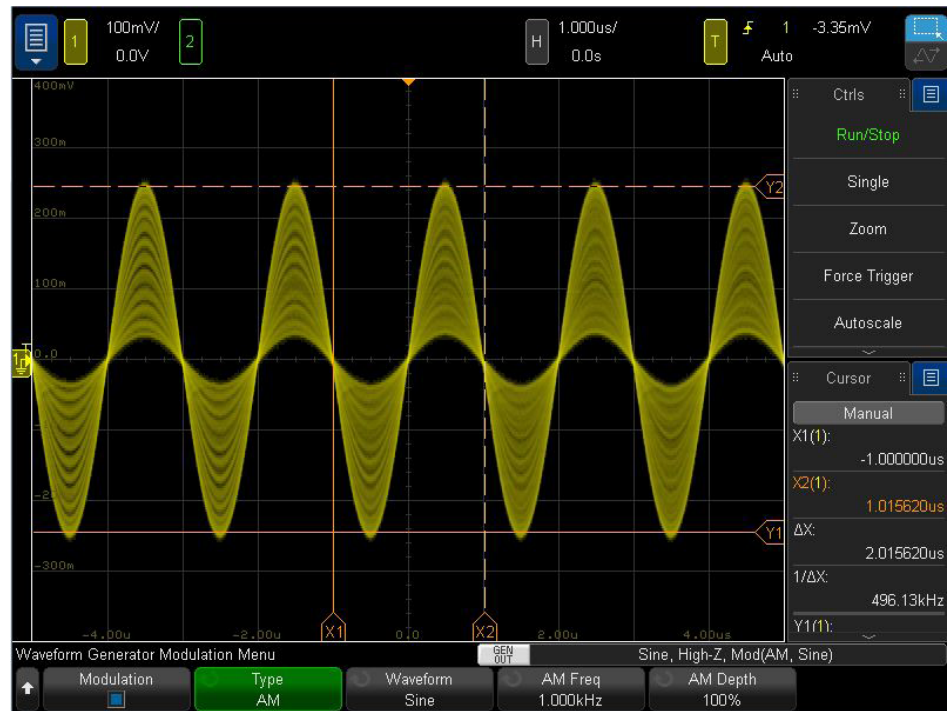 1 100mV/ 2 H 1.000us/ T 1 -3.35mV
0.0V 0.0s Auto
400mV
300m
200m
100m
0.0
-300m
-4.00u -2.00u 0.0 2.00u 4.00us
Y2
Y1
X1 X2
T
1
Ctrls
Run/Stop
Single
Zoom
Force Trigger
Autoscale
Cursor
Manual
X1(1):
-1.000000us
X2(1):
1.015620us
ΔX:
2.015620us
1/ΔX:
496.13kHz
Y1(1):
Waveform Generator Modulation Menu GEN OUT Sine, High-Z, Mod(AM, Sine)
Modulation Type Waveform AM Freq AM Depth
AM Sine 1.000kHz 100%